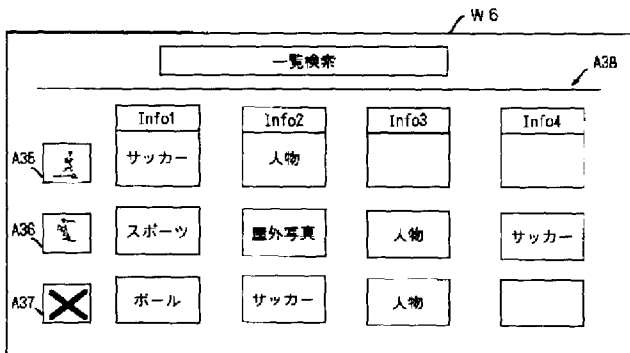 W6
一覧検索
A38
Info1 Info2 Info3 Info4
A35 サッカー 人物
A36 スポーツ 屋外写真 人物 サッカー
A37 ボール サッカー 人物